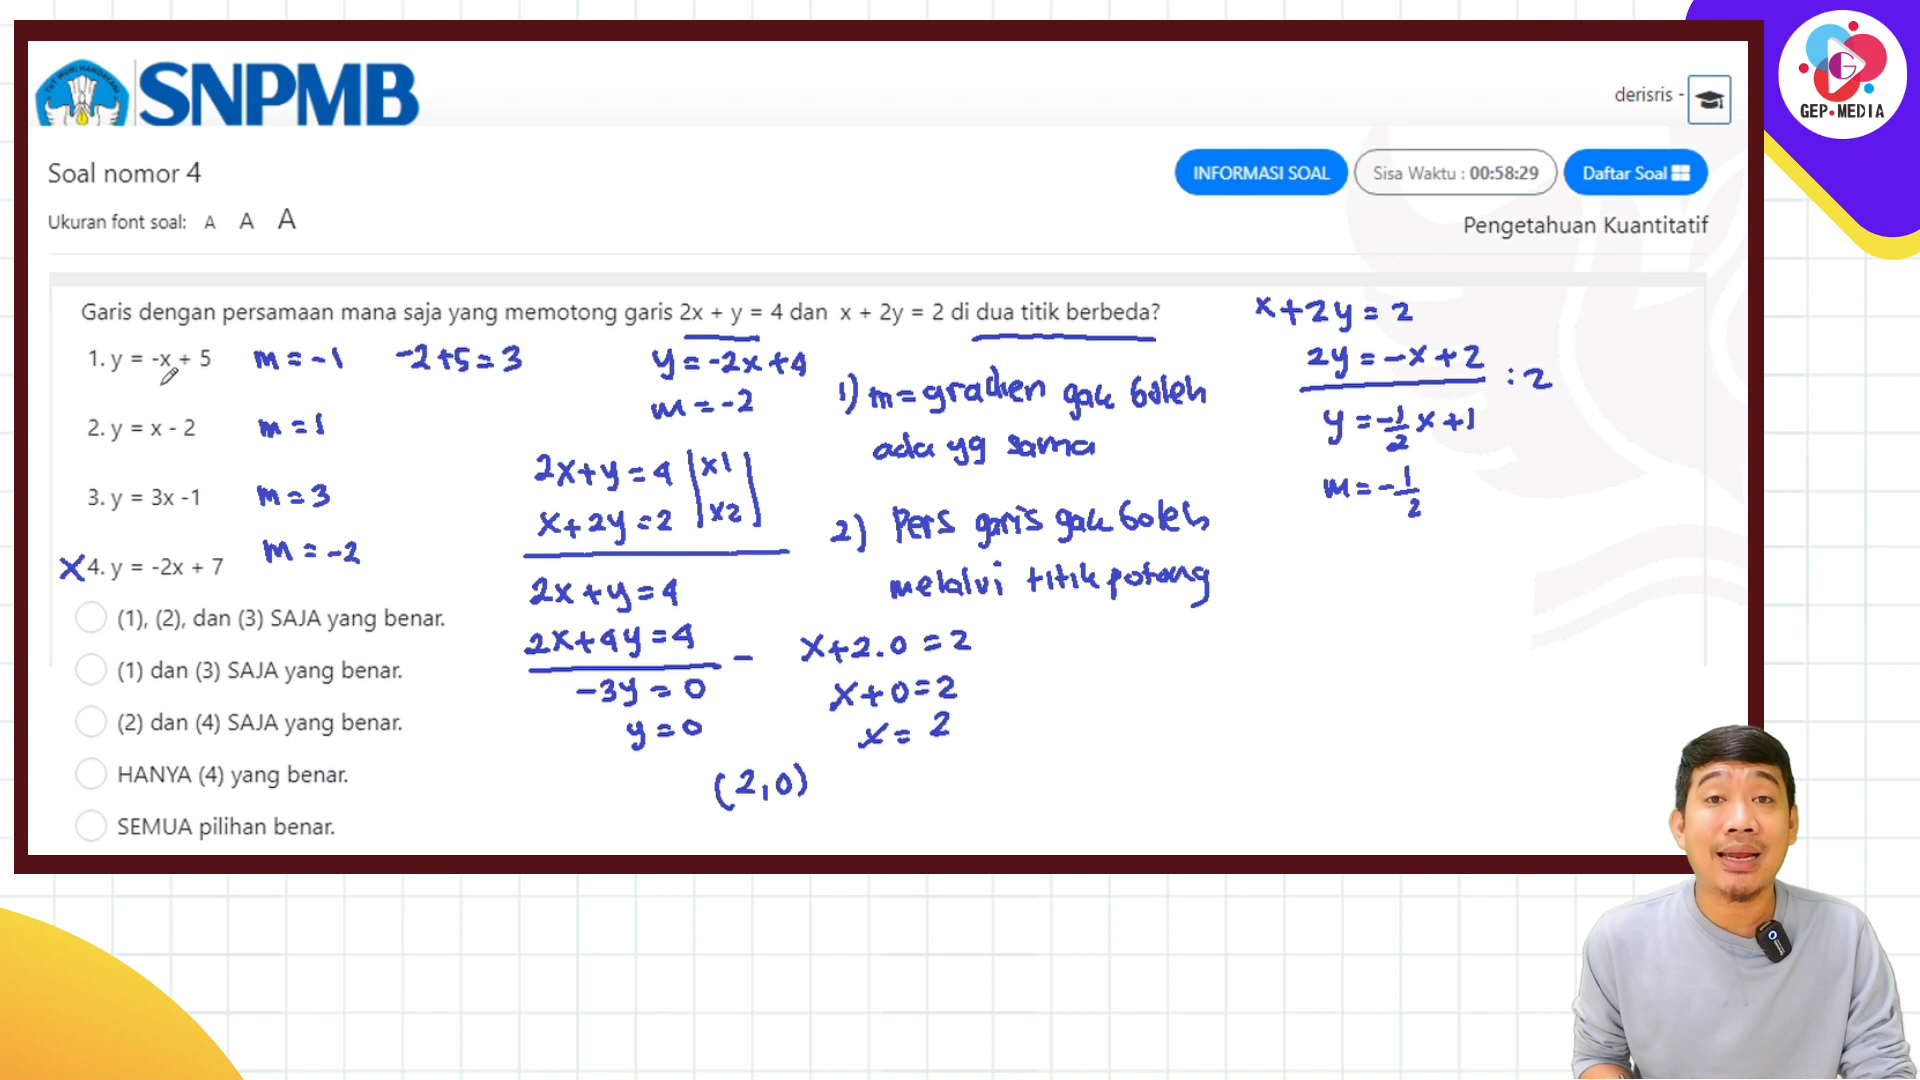 SNPMB
derisris -
GEP•MEDIA
Soal nomor 4
INFORMASI SOAL
Sisa Waktu : 00:58:29
Daftar Soal
Ukuran font soal: A A A
Pengetahuan Kuantitatif
Garis dengan persamaan mana saja yang memotong garis 2x + y = 4 dan x + 2y = 2 di dua titik berbeda?
1. y = -x + 5
m = -1
-2+5=3
2. y = x - 2
m = 1
3. y = 3x -1
m = 3
X 4. y = -2x + 7
m = -2
(1), (2), dan (3) SAJA yang benar.
(1) dan (3) SAJA yang benar.
(2) dan (4) SAJA yang benar.
HANYA (4) yang benar.
SEMUA pilihan benar.
y = -2x+4
m = -2
2x+y=4 |x1|
x+2y=2 |x2|
2x+y=4
2x+4y=4 -
-3y=0
y=0
x+2.0=2
x+0=2
x=2
(2,0)
1) m=gradien gak boleh
ada yg sama
2) Pers garis gak boleh
melalui titik potong
x+2y=2
2y=-x+2 :2
y=-1/2x+1
m=-1/2